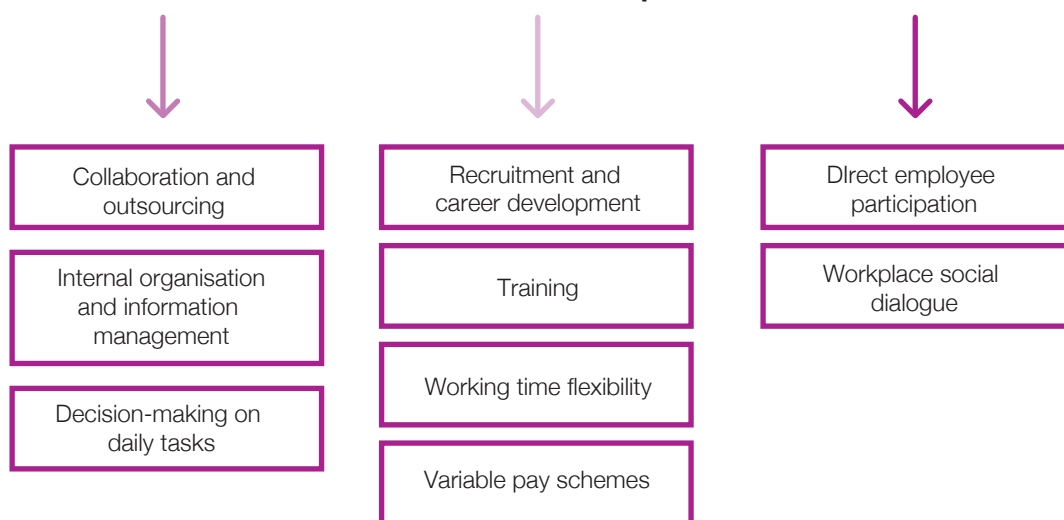 Collaboration and
outsourcing
Internal organisation
and information
management
Decision-making on
daily tasks
Recruitment and
career development
Training
Working time flexibility
Variable pay schemes
DIrect employee
participation
Workplace social
dialogue